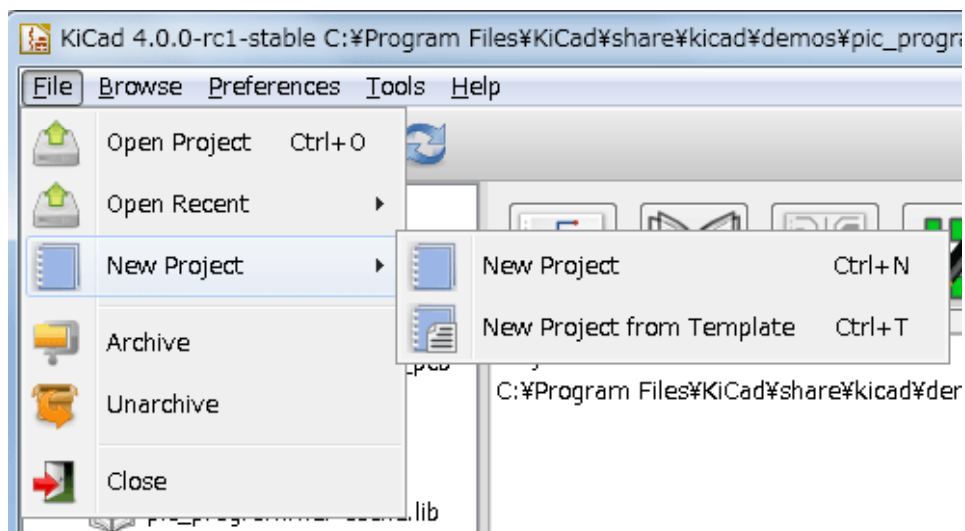 KiCad 4.0.0-rc1-stable C:¥Program Files¥KiCad¥share¥kicad¥demos¥pic_progra
File Browse Preferences Tools Help
Open Project Ctrl+O
Open Recent
New Project
New Project Ctrl+N
New Project from Template Ctrl+T
Archive
_pcb
C:¥Program Files¥KiCad¥share¥kicad¥der
Unarchive
Close
.lib